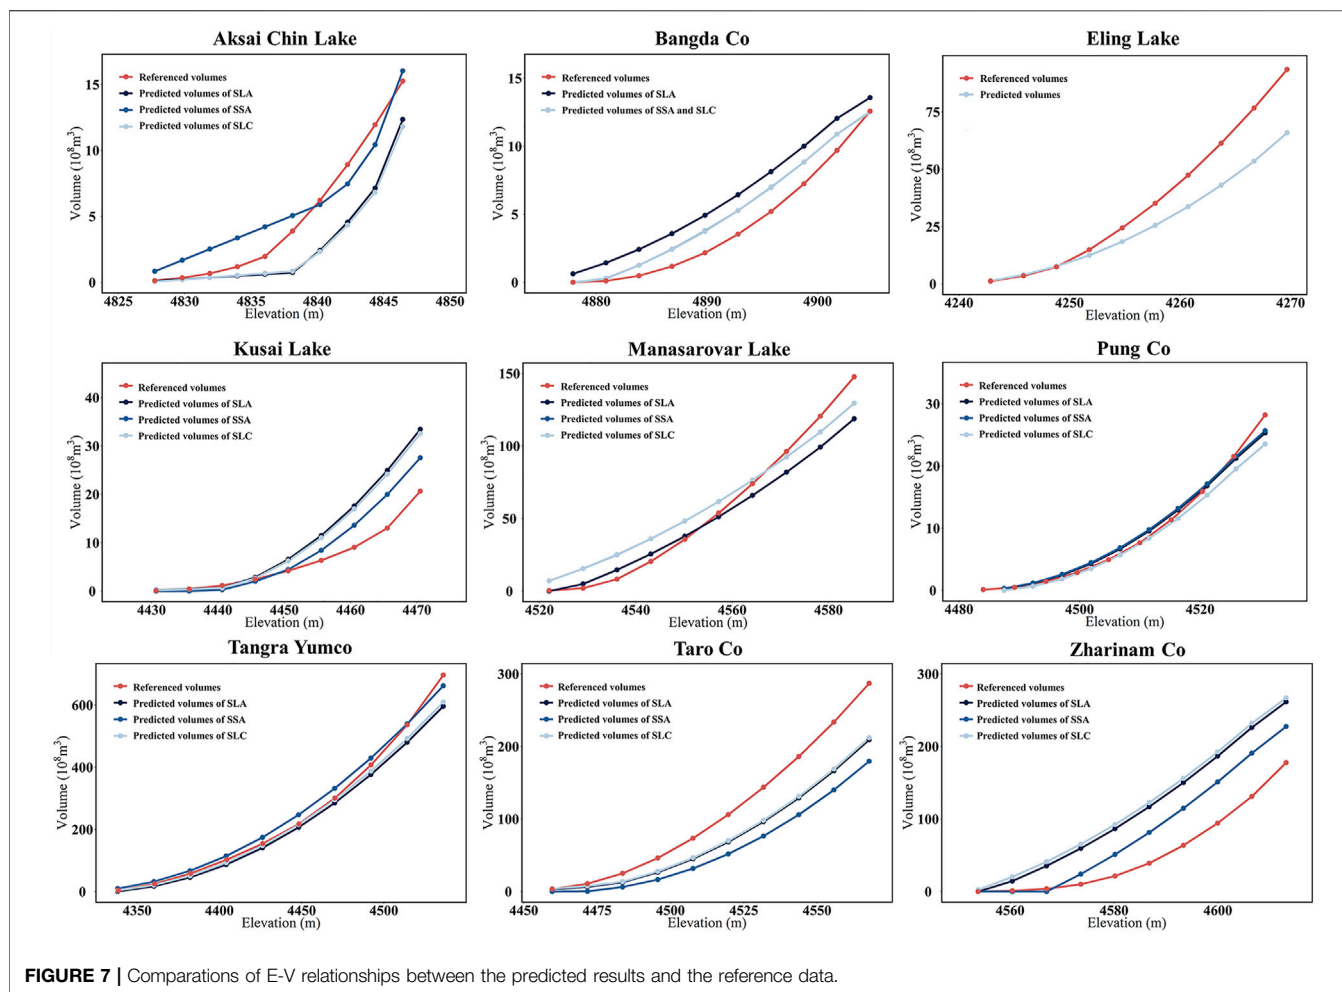 Aksai Chin Lake
Referenced volumes
Predicted volumes of SLA
Predicted volumes of SSA
Predicted volumes of SLC
Volume (10⁸m³)
15
10
5
0
4825 4830 4835 4840 4845 4850
Elevation (m)
Bangda Co
Referenced volumes
Predicted volumes of SLA
Predicted volumes of SSA and SLC
Volume (10⁸m³)
15
10
5
0
4880 4890 4900
Elevation (m)
Eling Lake
Referenced volumes
Predicted volumes
Volume (10⁸m³)
75
50
25
0
4240 4250 4260 4270
Elevation (m)
Kusai Lake
Referenced volumes
Predicted volumes of SLA
Predicted volumes of SSA
Predicted volumes of SLC
Volume (10⁸m³)
40
30
20
10
0
4430 4440 4450 4460 4470
Elevation (m)
Manasarovar Lake
Referenced volumes
Predicted volumes of SLA
Predicted volumes of SSA
Predicted volumes of SLC
Volume (10⁸m³)
150
100
50
0
4520 4540 4560 4580
Elevation (m)
Pung Co
Referenced volumes
Predicted volumes of SLA
Predicted volumes of SSA
Predicted volumes of SLC
Volume (10⁸m³)
30
20
10
0
4480 4500 4520
Elevation (m)
Tangra Yumco
Referenced volumes
Predicted volumes of SLA
Predicted volumes of SSA
Predicted volumes of SLC
Volume (10⁸m³)
600
400
200
0
4350 4400 4450 4500
Elevation (m)
Taro Co
Referenced volumes
Predicted volumes of SLA
Predicted volumes of SSA
Predicted volumes of SLC
Volume (10⁸m³)
300
200
100
0
4450 4475 4500 4525 4550
Elevation (m)
Zharinam Co
Referenced volumes
Predicted volumes of SLA
Predicted volumes of SSA
Predicted volumes of SLC
Volume (10⁸m³)
300
200
100
0
4560 4580 4600
Elevation (m)
FIGURE 7 | Comparations of E-V relationships between the predicted results and the reference data.